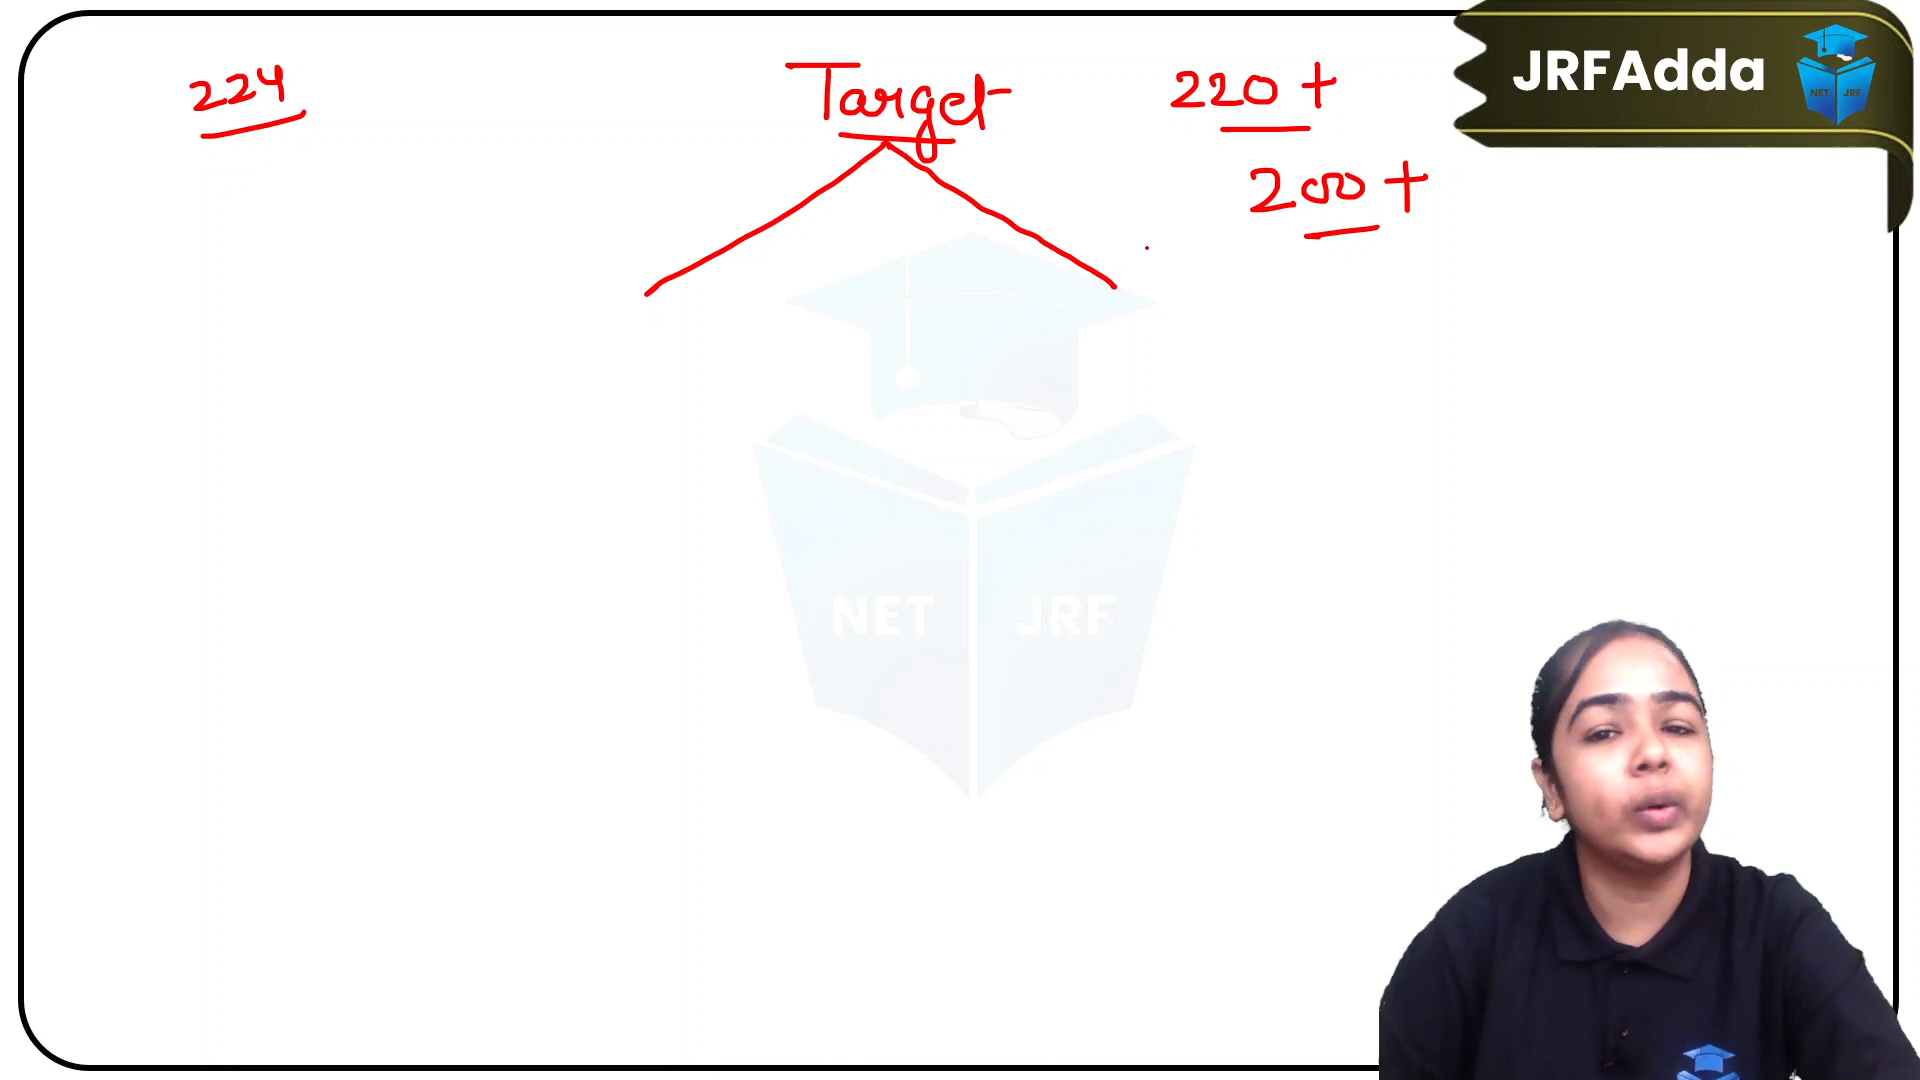 224
Target
220+
200+
JRFAdda
NET JRF
NET JRF